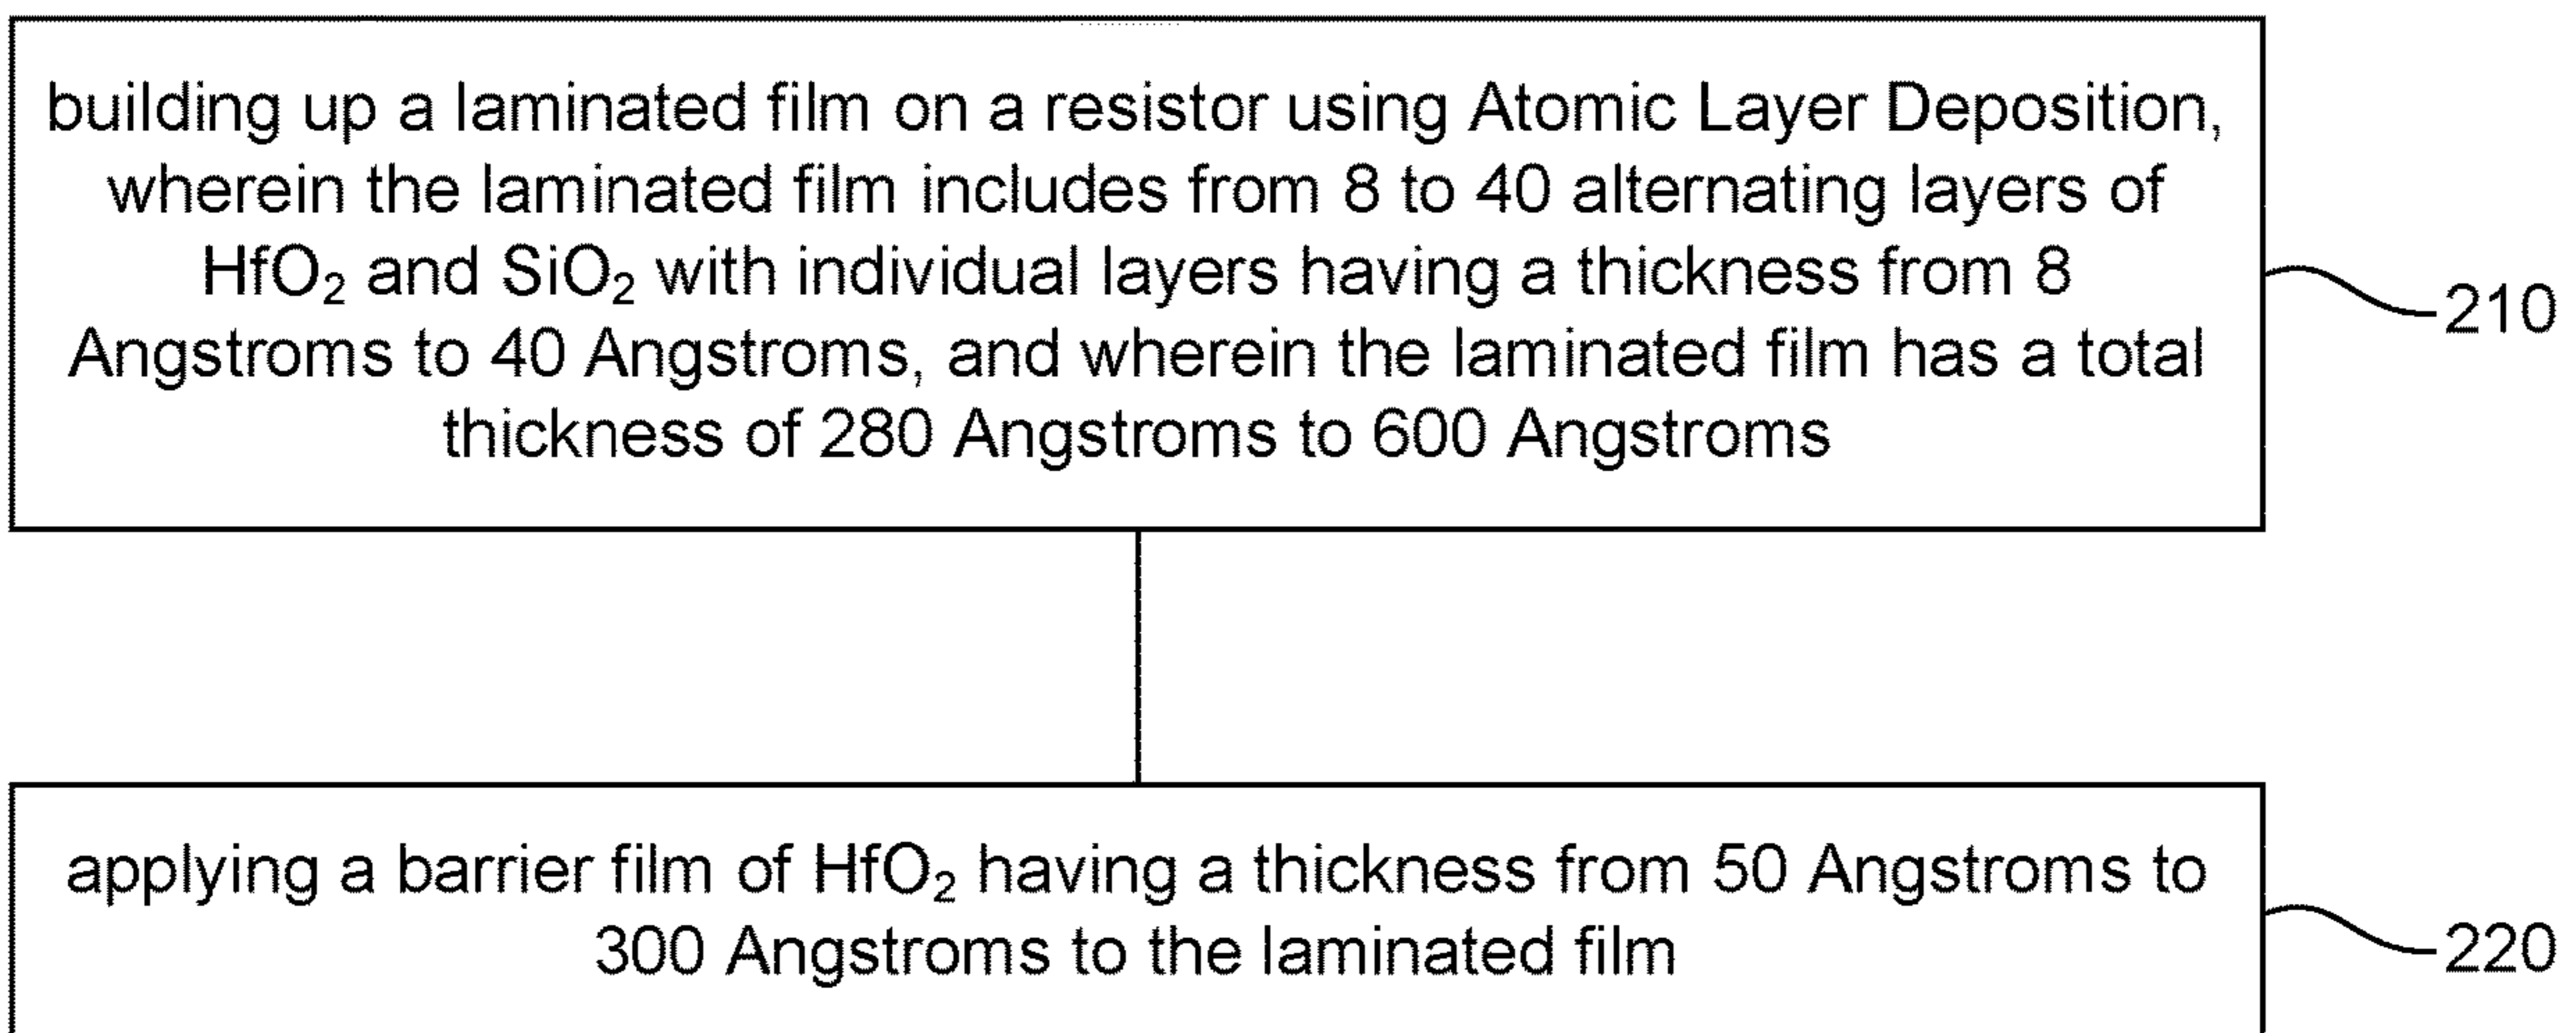 building up a laminated film on a resistor using Atomic Layer Deposition,
wherein the laminated film includes from 8 to 40 alternating layers of
HfO₂ and SiO₂ with individual layers having a thickness from 8
Angstroms to 40 Angstroms, and wherein the laminated film has a total
thickness of 280 Angstroms to 600 Angstroms
210
applying a barrier film of HfO₂ having a thickness from 50 Angstroms to
300 Angstroms to the laminated film
220